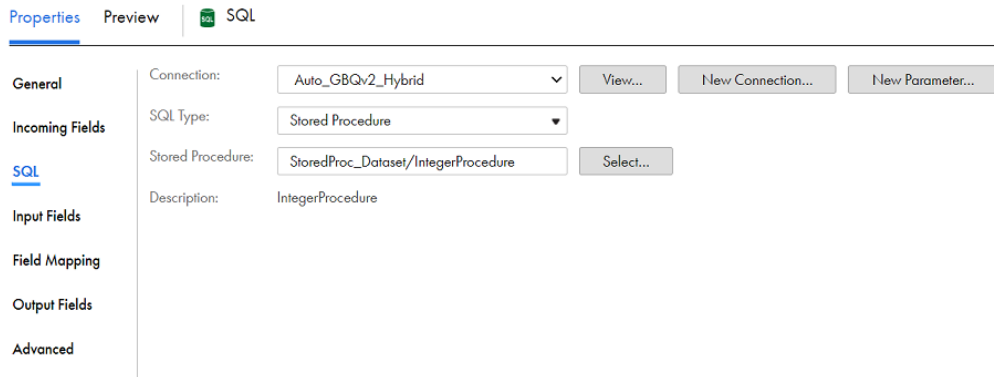 Properties Preview SQL SQL
General
Incoming Fields
SQL
Input Fields
Field Mapping
Output Fields
Advanced
Connection: Auto_GBQv2_Hybrid View... New Connection... New Parameter...
SQL Type: Stored Procedure
Stored Procedure: StoredProc_Dataset/IntegerProcedure Select...
Description: IntegerProcedure